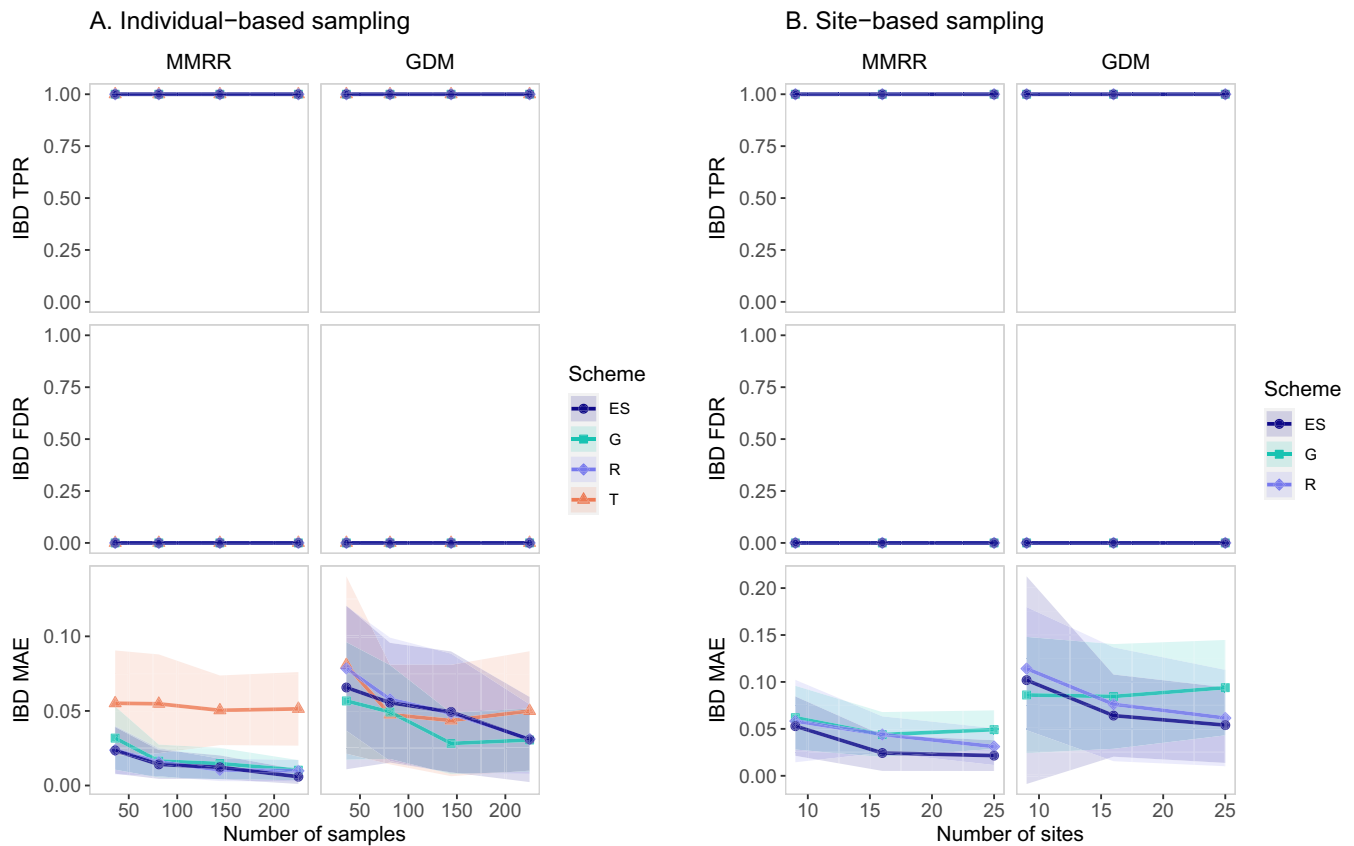 A. Individual−based sampling
MMRR GDM
IBD TPR
1.00
0.75
0.50
0.25
0.00
IBD FDR
1.00
0.75
0.50
0.25
0.00
IBD MAE
0.10
0.05
0.00
50 100 150 200 50 100 150 200
Number of samples
Scheme
ES
G
R
T
B. Site−based sampling
MMRR GDM
IBD TPR
1.00
0.75
0.50
0.25
0.00
IBD FDR
1.00
0.75
0.50
0.25
0.00
IBD MAE
0.20
0.15
0.10
0.05
0.00
10 15 20 25 10 15 20 25
Number of sites
Scheme
ES
G
R